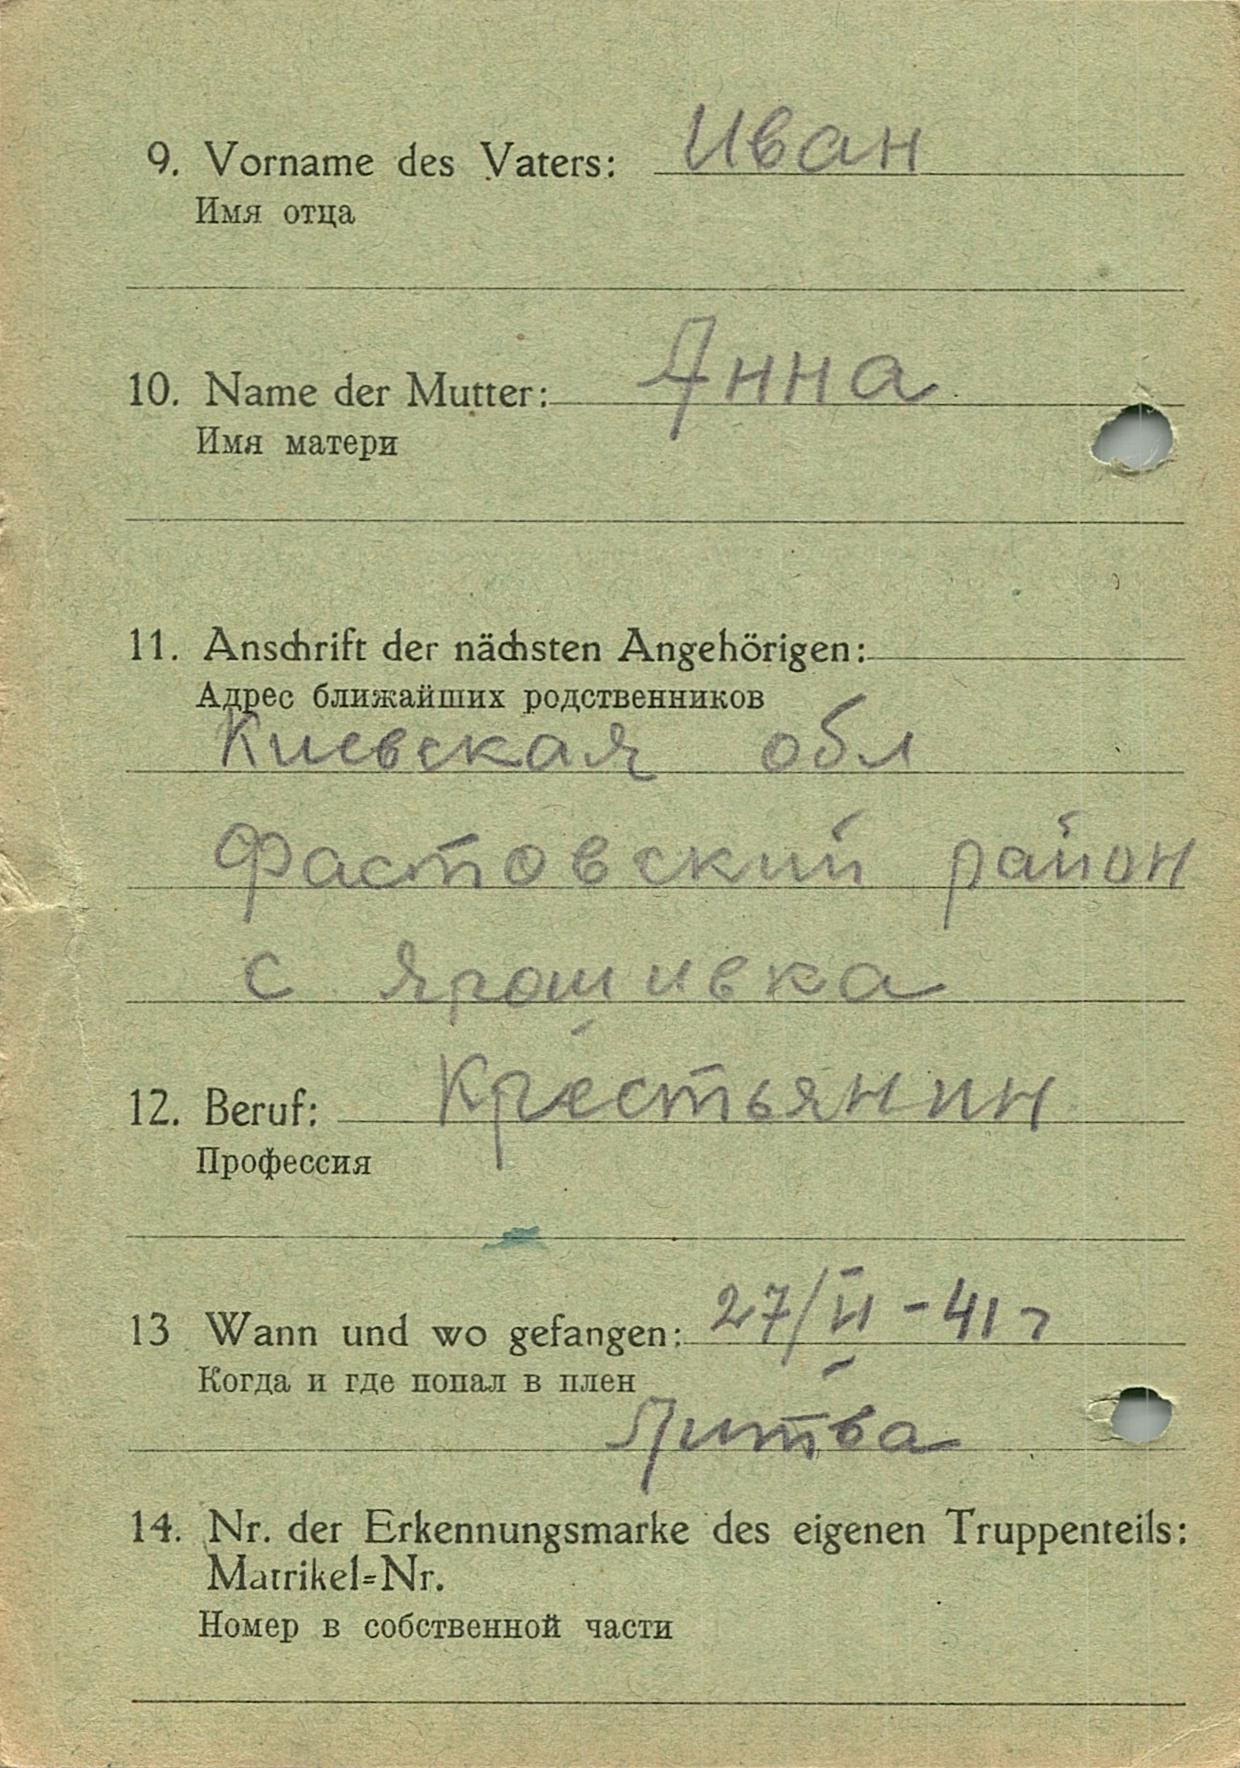 9. Vorname des Vaters: Иван
Имя отца
10. Name der Mutter: Анна
Имя матери
11. Anschrift der nächsten Angehörigen:
Адрес ближайших родственников
Киевская обл
Фастовский район
с Ярошивка
12. Beruf: Крестьянин
Профессия
13 Wann und wo gefangen: 27/VI - 41 г
Когда и где попал в плен
Литва
14. Nr. der Erkennungsmarke des eigenen Truppenteils:
Matrikel=Nr.
Номер в собственной части